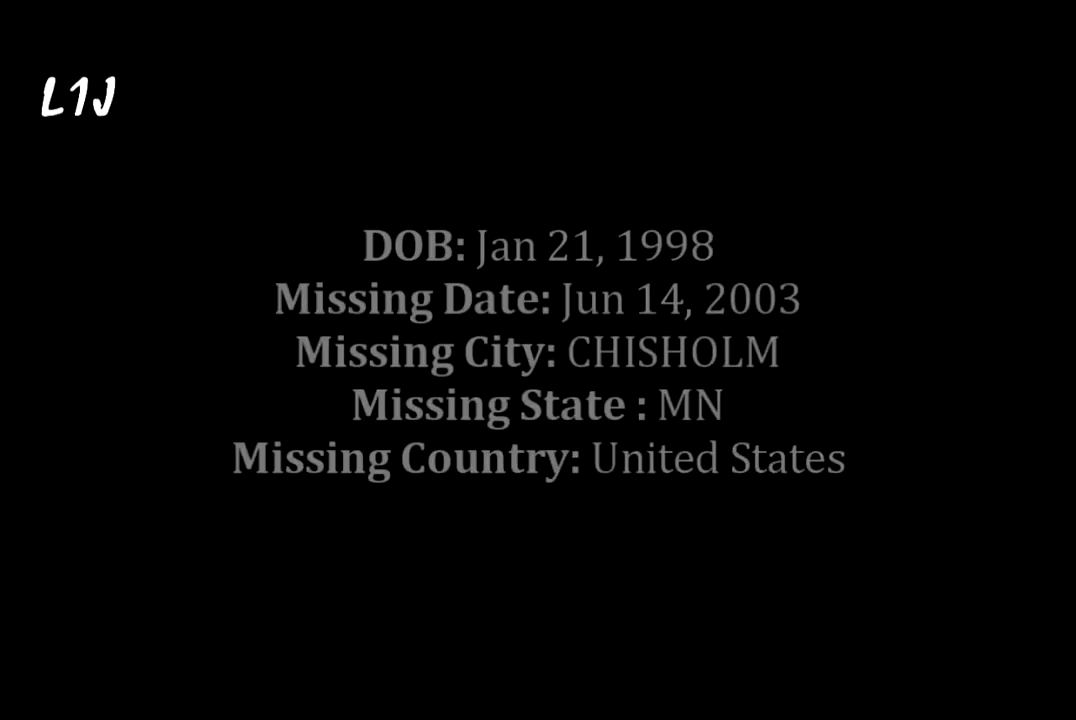 L1J
DOB: Jan 21, 1998
Missing Date: Jun 14, 2003
Missing City: CHISHOLM
Missing State : MN
Missing Country: United States